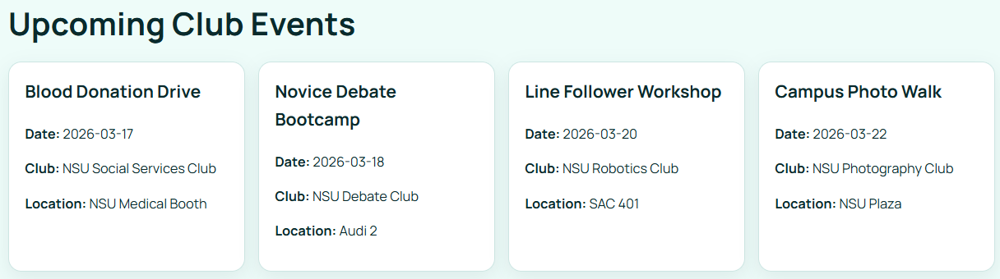 Upcoming Club Events
Blood Donation Drive
Date: 2026-03-17
Club: NSU Social Services Club
Location: NSU Medical Booth
Novice Debate
Bootcamp
Date: 2026-03-18
Club: NSU Debate Club
Location: Audi 2
Line Follower Workshop
Date: 2026-03-20
Club: NSU Robotics Club
Location: SAC 401
Campus Photo Walk
Date: 2026-03-22
Club: NSU Photography Club
Location: NSU Plaza